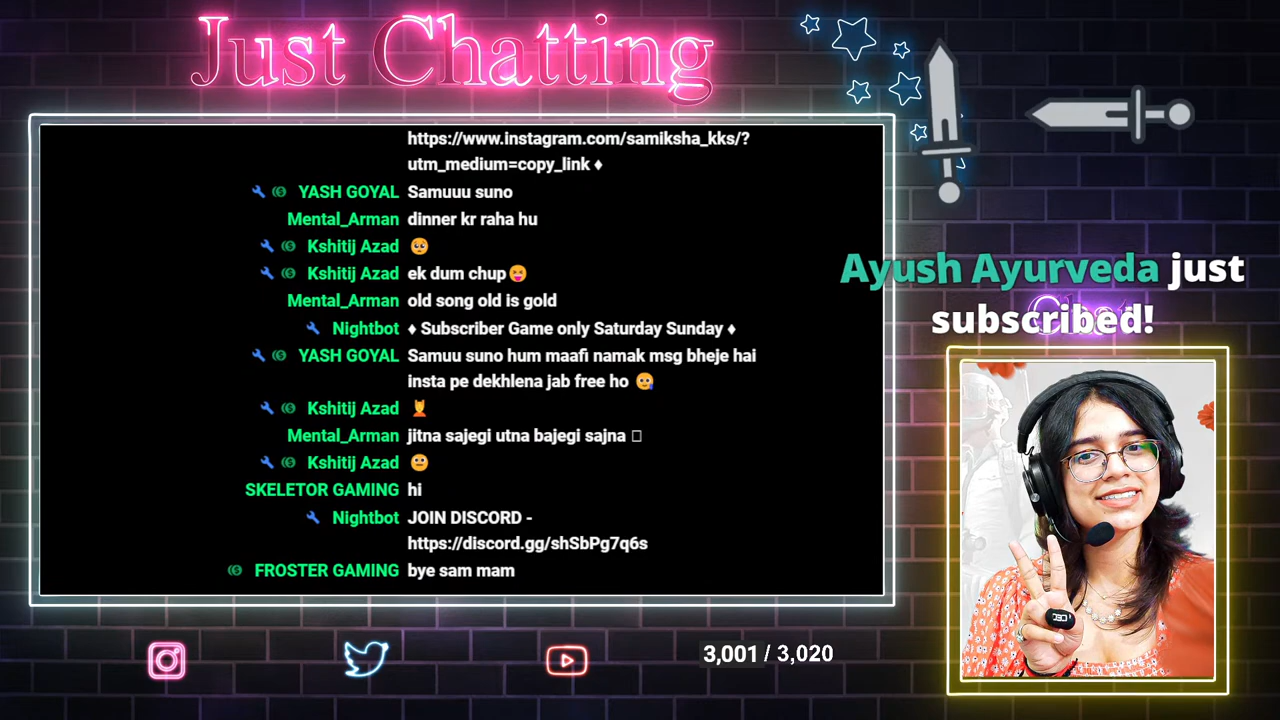 Just Chatting
https://www.instagram.com/samiksha_kks/?
utm_medium=copy_link ♦
YASH GOYAL Samuuu suno
Mental_Arman dinner kr raha hu
Kshitij Azad 🥺
Kshitij Azad ek dum chup😝
Mental_Arman old song old is gold
Nightbot ♦ Subscriber Game only Saturday Sunday ♦
YASH GOYAL Samuu suno hum maafi namak msg bheje hai
insta pe dekhlena jab free ho 🥲
Kshitij Azad
Mental_Arman jitna sajegi utna bajegi sajna
Kshitij Azad 😐
SKELETOR GAMING hi
Nightbot JOIN DISCORD -
https://discord.gg/shSbPg7q6s
FROSTER GAMING bye sam mam
Ayush Ayurveda just
subscribed!
Chat
CEC
3,001 / 3,020